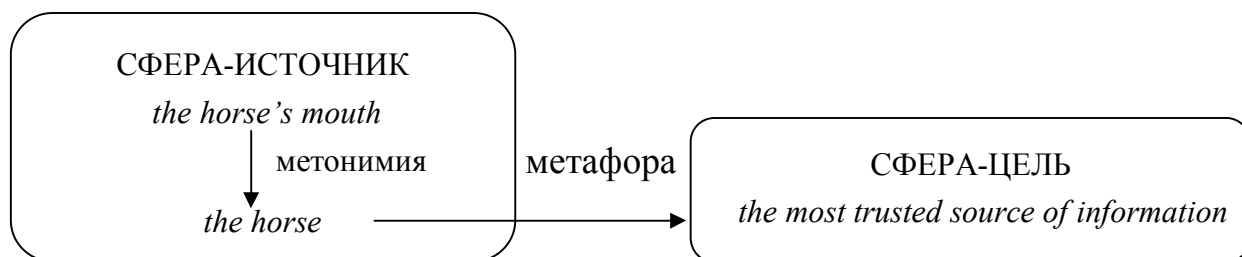 СФЕРА-ИСТОЧНИК
the horse’s mouth
метонимия
the horse
метафора
СФЕРА-ЦЕЛЬ
the most trusted source of information